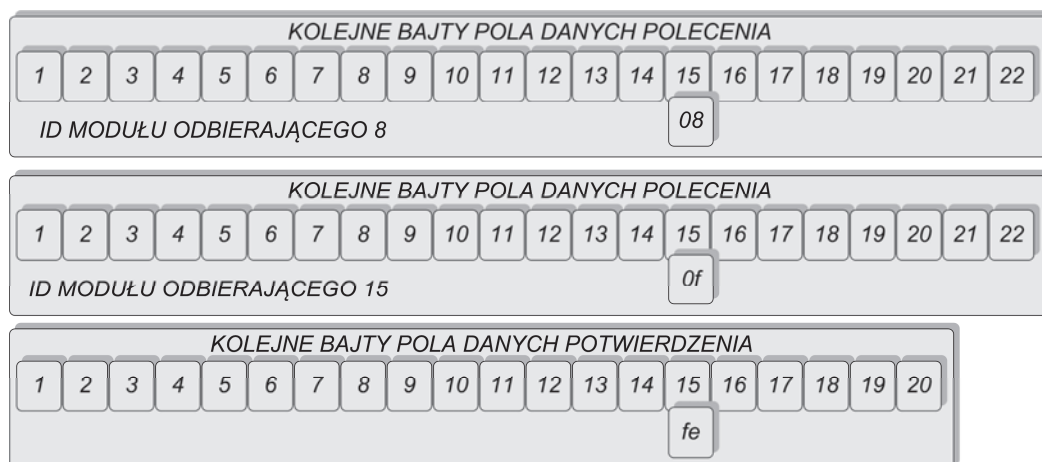 KOLEJNE BAJTY POLA DANYCH POLECENIA
1 2 3 4 5 6 7 8 9 10 11 12 13 14 15 16 17 18 19 20 21 22
08
ID MODUŁU ODBIERAJĄCEGO 8
KOLEJNE BAJTY POLA DANYCH POLECENIA
1 2 3 4 5 6 7 8 9 10 11 12 13 14 15 16 17 18 19 20 21 22
0f
ID MODUŁU ODBIERAJĄCEGO 15
KOLEJNE BAJTY POLA DANYCH POTWIERDZENIA
1 2 3 4 5 6 7 8 9 10 11 12 13 14 15 16 17 18 19 20
fe